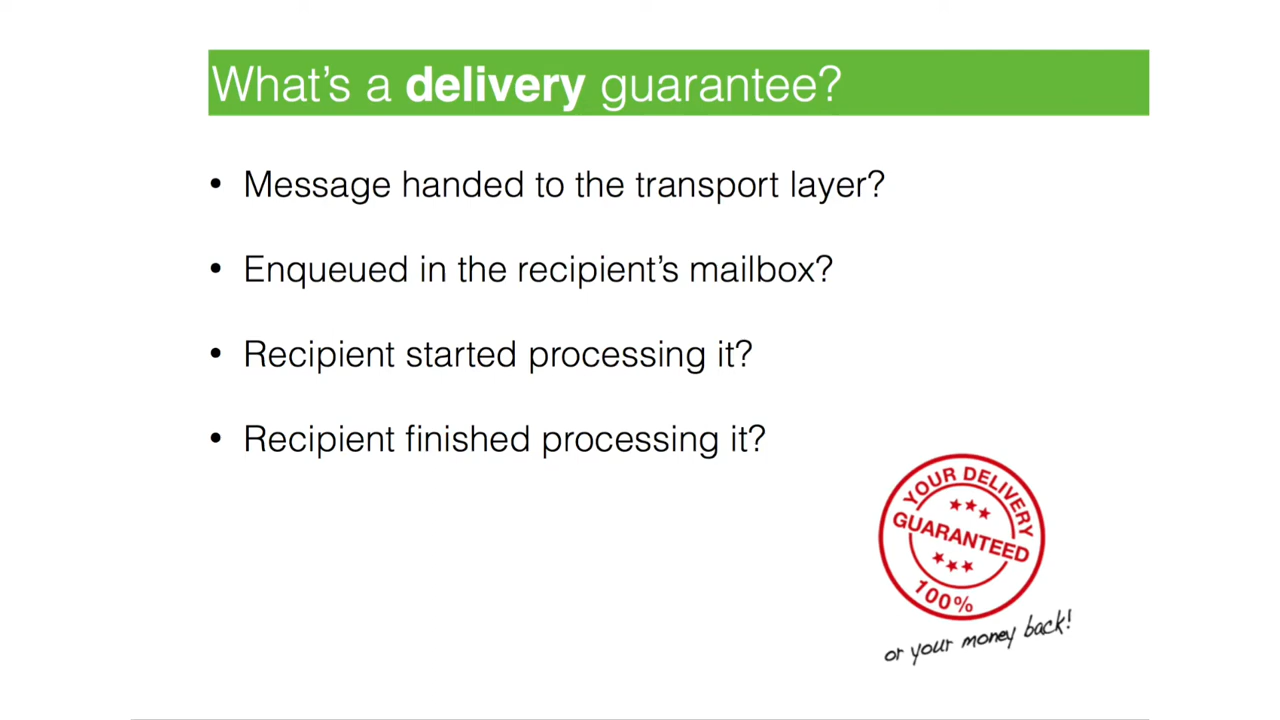 What's a delivery guarantee?
• Message handed to the transport layer?
• Enqueued in the recipient's mailbox?
• Recipient started processing it?
• Recipient finished processing it?
YOUR DELIVERY
GUARANTEED
100%
or your money back!